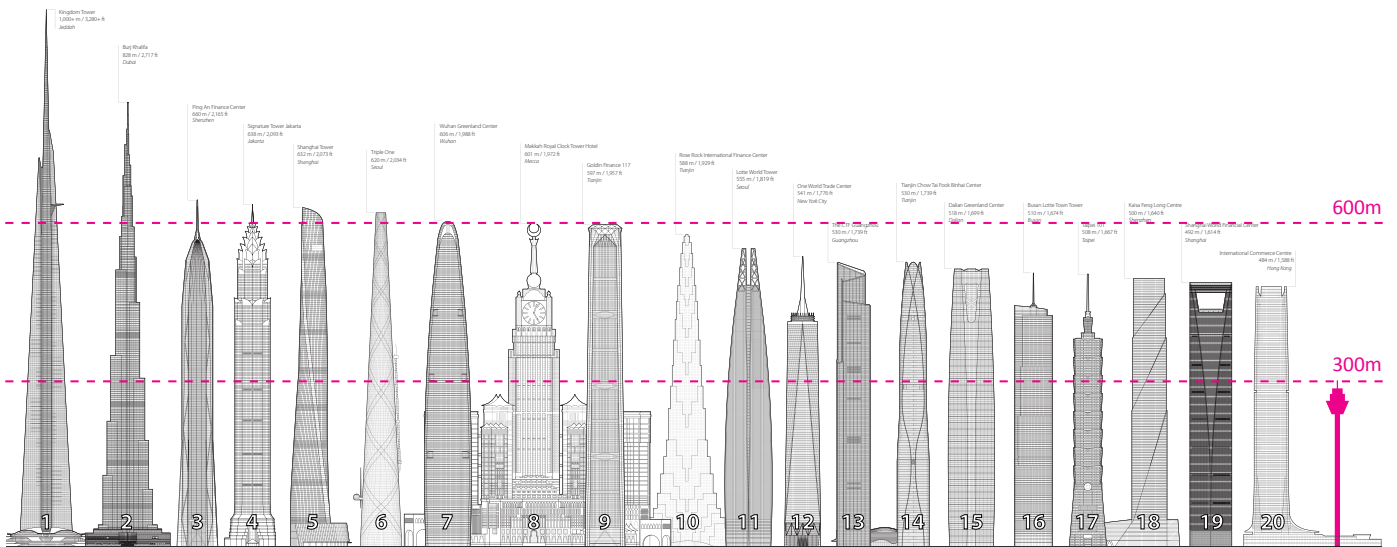 Kingdom Tower
1,000+ m / 3,280+ ft
Jeddah
Burj Khalifa
828 m / 2,717 ft
Dubai
Ping An Finance Center
660 m / 2,165 ft
Shenzhen
Signature Tower Jakarta
638 m / 2,093 ft
Jakarta
Shanghai Tower
632 m / 2,073 ft
Shanghai
Triple One
620 m / 2,034 ft
Seoul
Wuhan Greenland Center
606 m / 1,988 ft
Wuhan
Makkah Royal Clock Tower Hotel
601 m / 1,972 ft
Mecca
Goldin Finance 117
597 m / 1,957 ft
Tianjin
Rose Rock International Finance Center
588 m / 1,929 ft
Tianjin
Lotte World Tower
555 m / 1,819 ft
Seoul
One World Trade Center
541 m / 1,776 ft
New York City
The CTF Guangzhou
530 m / 1,739 ft
Guangzhou
Tianjin Chow Tai Fook Binhai Center
530 m / 1,739 ft
Tianjin
Dalian Greenland Center
518 m / 1,699 ft
Dalian
Busan Lotte Town Tower
510 m / 1,674 ft
Busan
Taipei 101
508 m / 1,667 ft
Taipei
Kaisa Feng Long Centre
500 m / 1,640 ft
Shenzhen
Shanghai World Financial Center
492 m / 1,614 ft
Shanghai
International Commerce Centre
484 m / 1,588 ft
Hong Kong
600m
300m
1 2 3 4 5 6 7 8 9 10 11 12 13 14 15 16 17 18 19 20